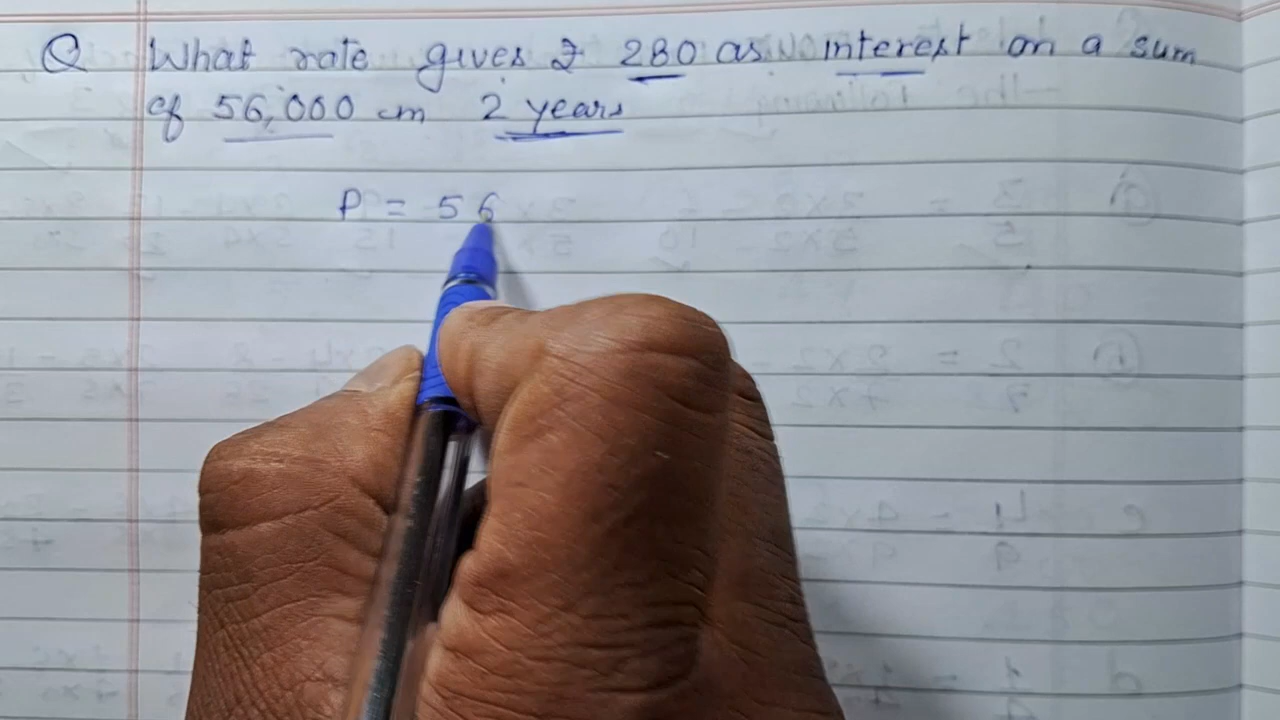 Q What rate gives ₹ 280 as interest on a sum
of 56,000 in 2 years
P = 56